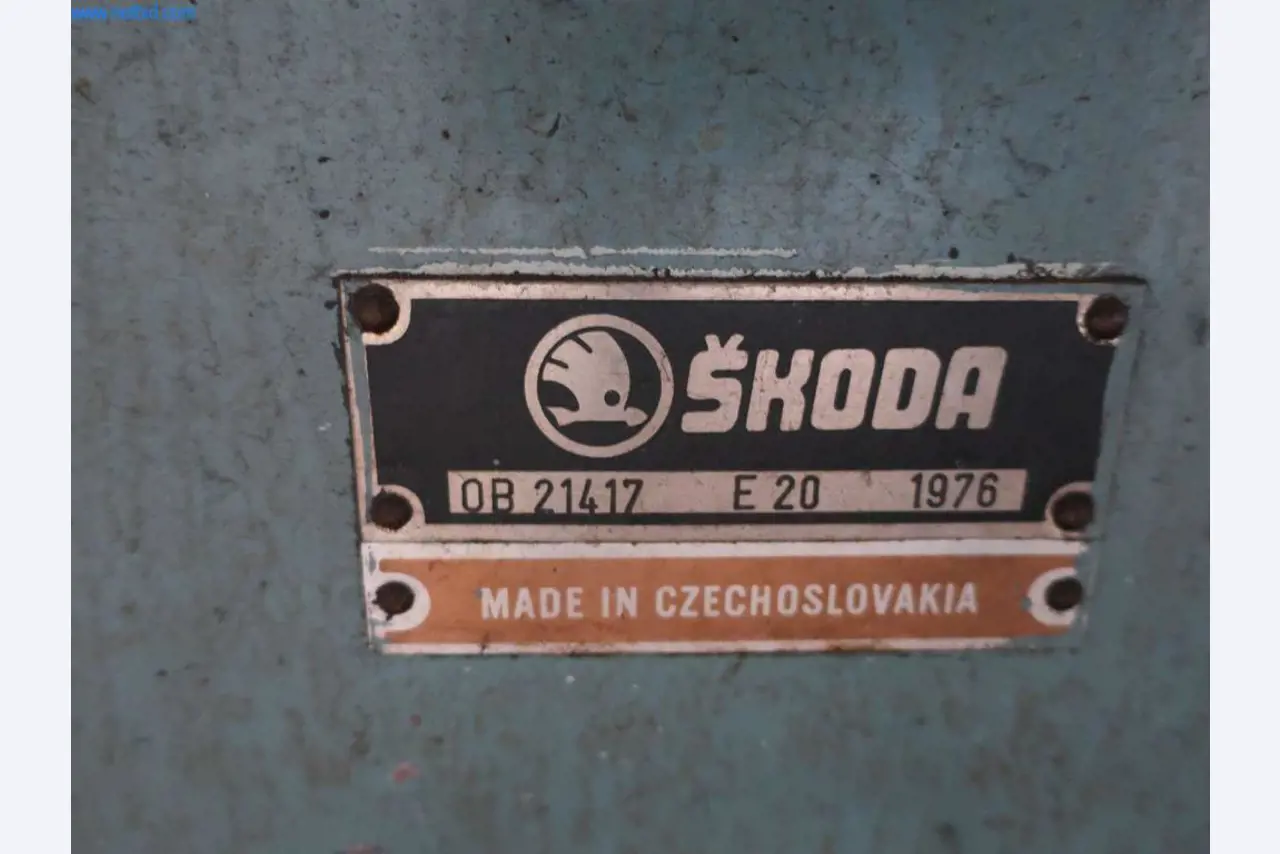 ŠKODA
OB 21417 E 20 1976
MADE IN CZECHOSLOVAKIA